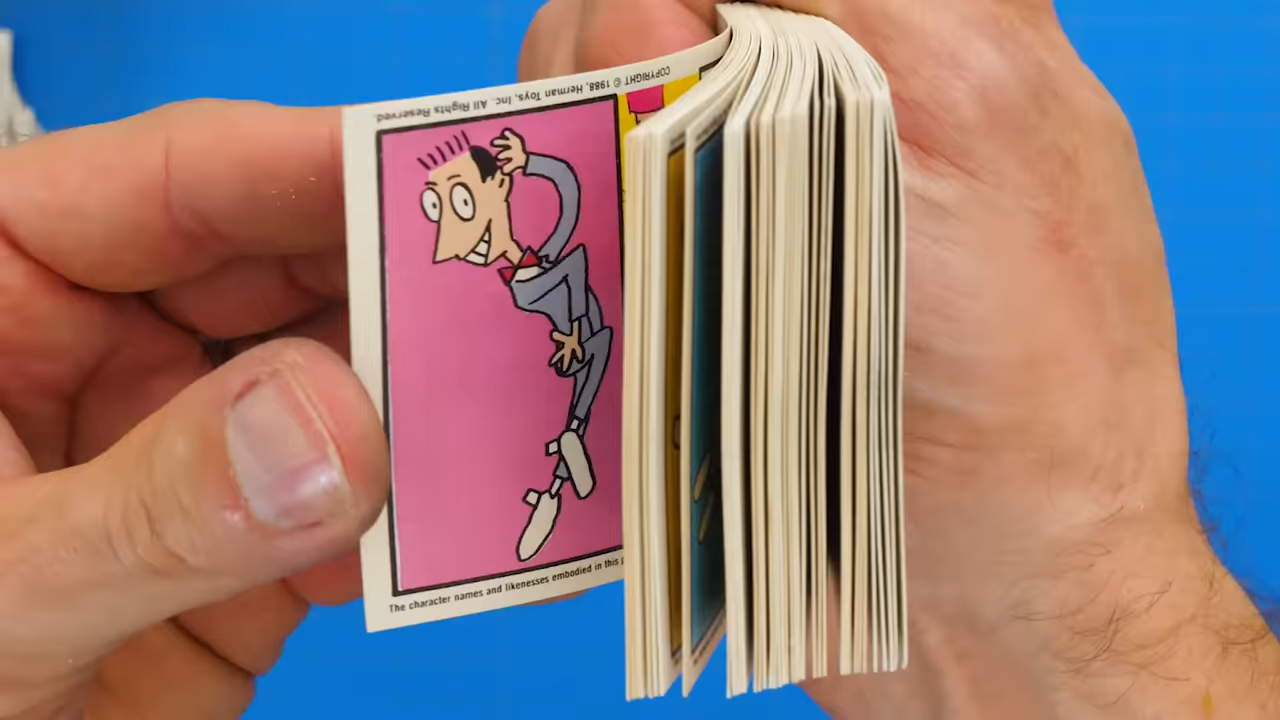 COPYRIGHT © 1988, Herman Toys, Inc. All Rights Reserved.
The character names and likenesses embodied in this